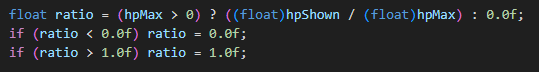 float ratio = (hpMax > 0) ? ((float)hpShown / (float)hpMax) : 0.0f;
if (ratio < 0.0f) ratio = 0.0f;
if (ratio > 1.0f) ratio = 1.0f;